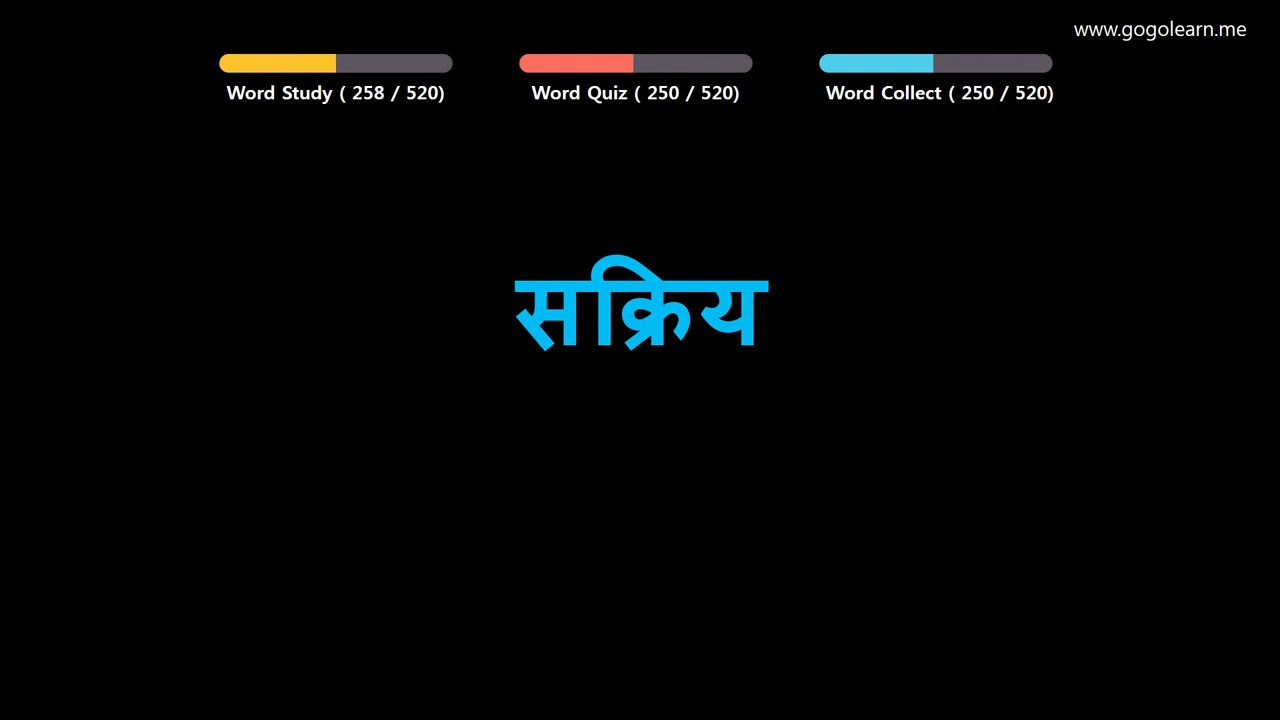 www.gogolearn.me
Word Study ( 258 / 520)
Word Quiz ( 250 / 520)
Word Collect ( 250 / 520)
सक्रिय